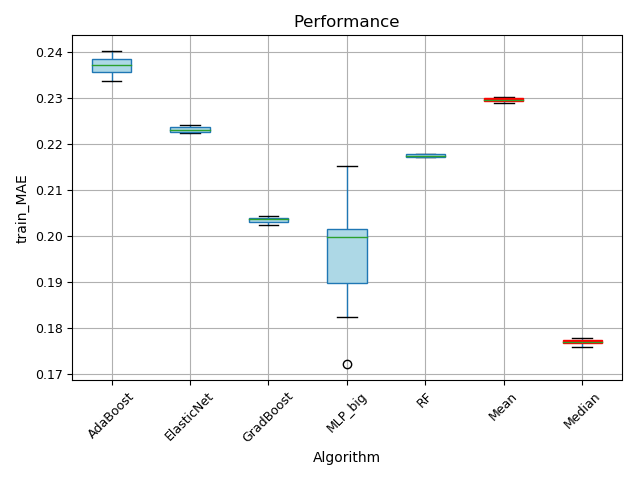 Performance
train_MAE
0.24
0.23
0.22
0.21
0.20
0.19
0.18
0.17
AdaBoost
ElasticNet
GradBoost
MLP_big
RF
Mean
Median
Algorithm